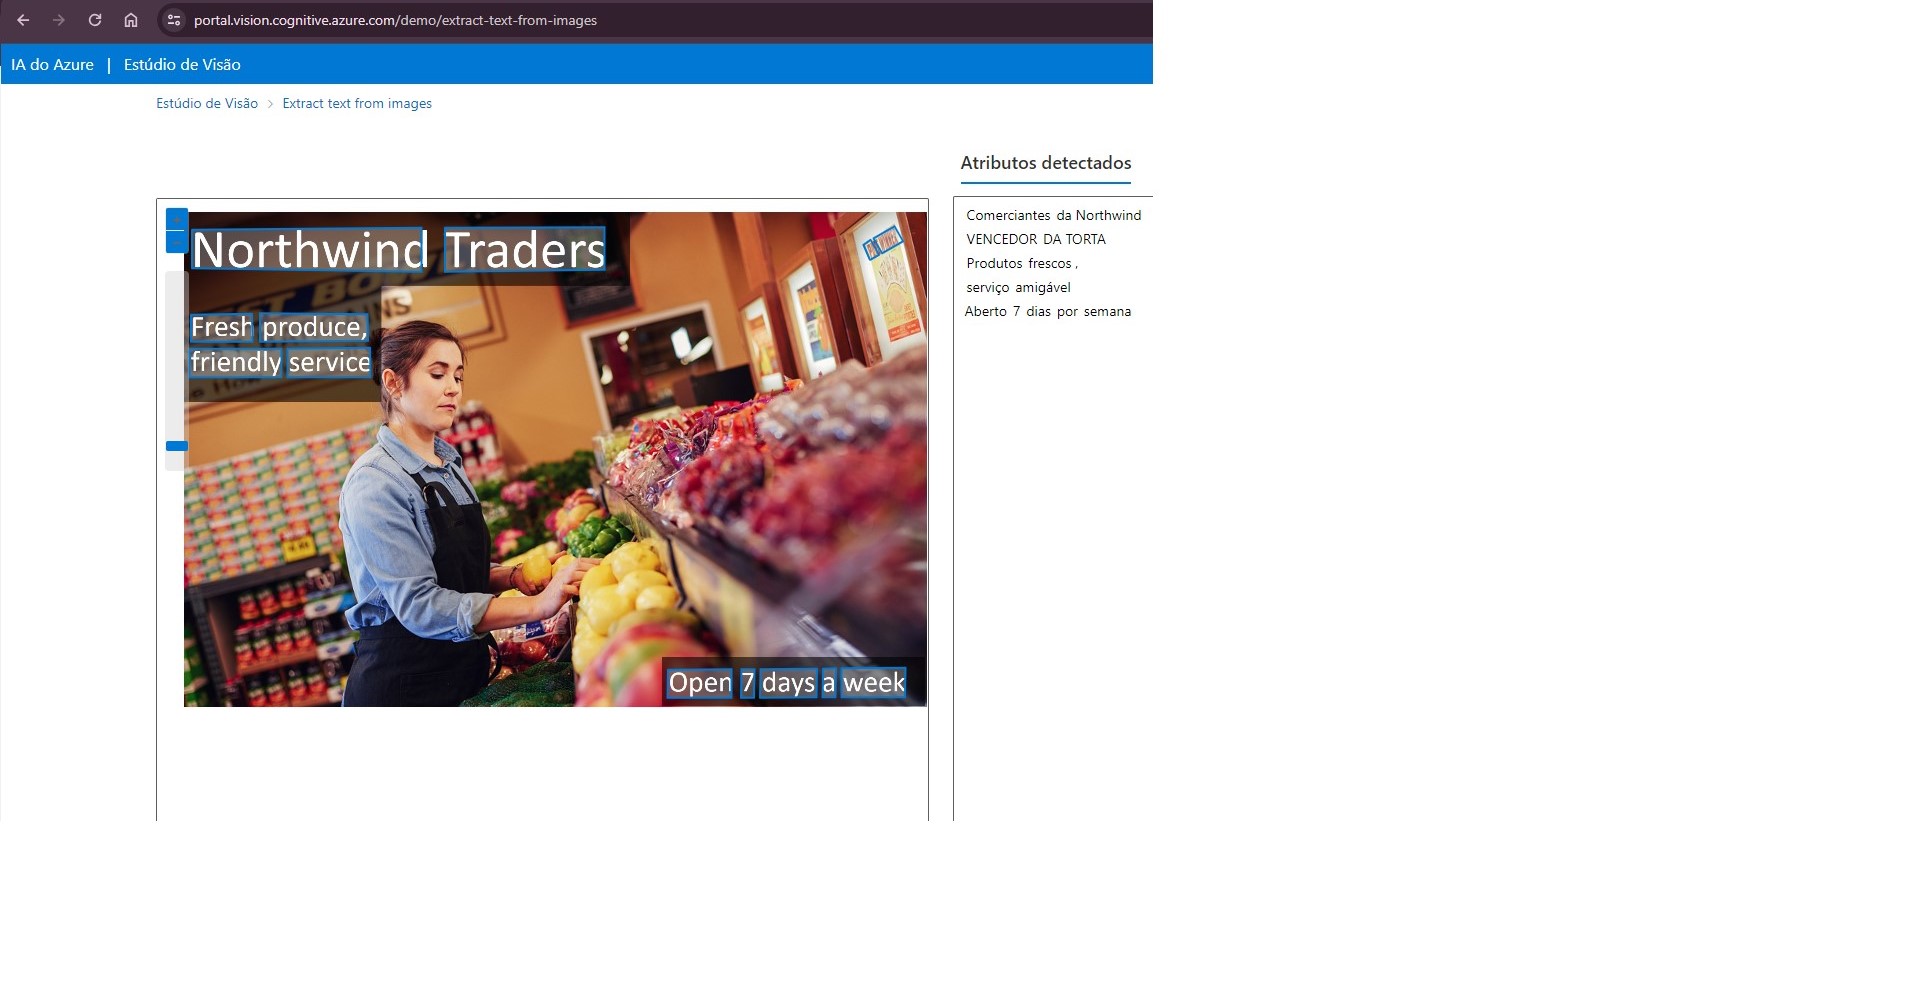 portal.vision.cognitive.azure.com/demo/extract-text-from-images
IA do Azure | Estúdio de Visão
Estúdio de Visão > Extract text from images
Atributos detectados
Northwind Traders
Fresh produce,
friendly service
Open 7 days a week
Comerciantes da Northwind
VENCEDOR DA TORTA
Produtos frescos ,
serviço amigável
Aberto 7 dias por semana